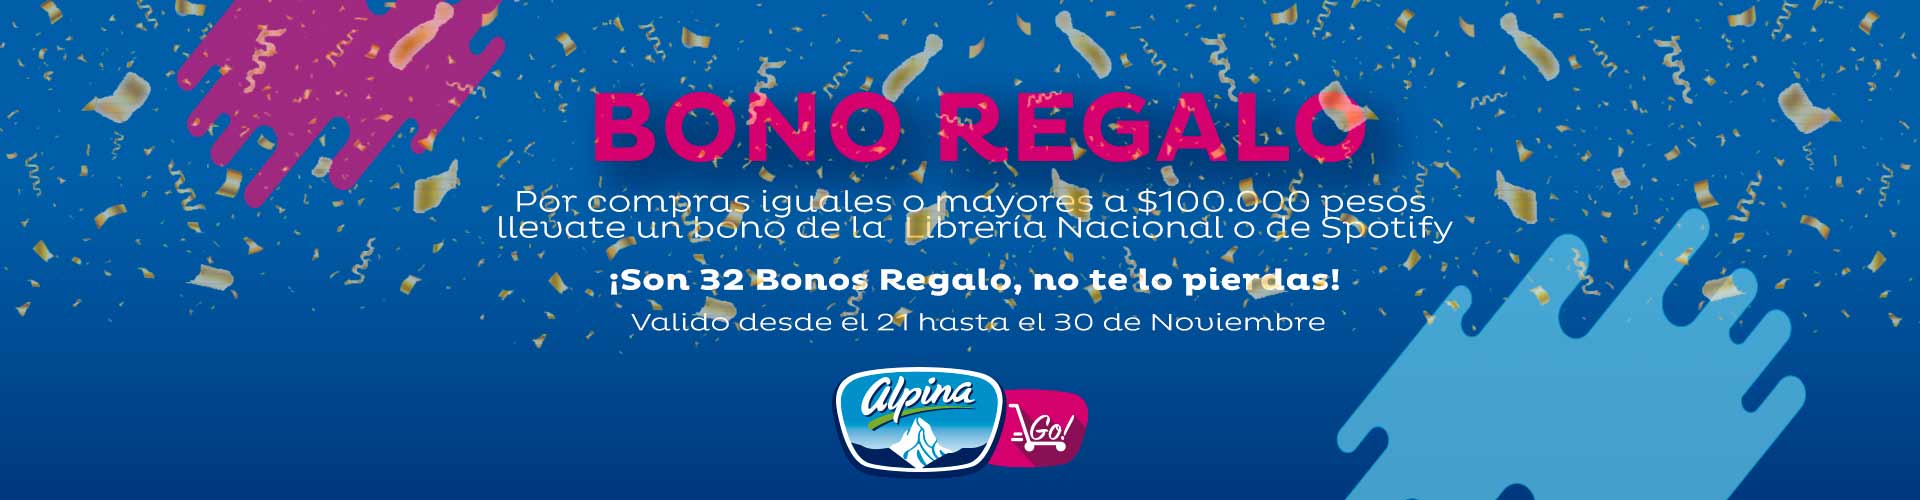 BONO REGALO
Por compras iguales o mayores a $100.000 pesos
llevate un bono de la Librería Nacional o de Spotify
¡Son 32 Bonos Regalo, no te lo pierdas!
Valido desde el 21 hasta el 30 de Noviembre
alpina
Go!